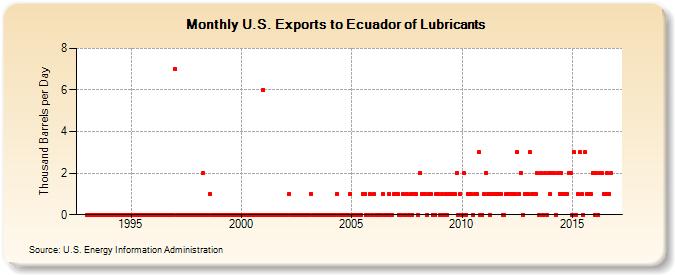 Monthly U.S. Exports to Ecuador of Lubricants
Thousand Barrels per Day
8
6
4
2
0
1995 2000 2005 2010 2015
Source: U.S. Energy Information Administration